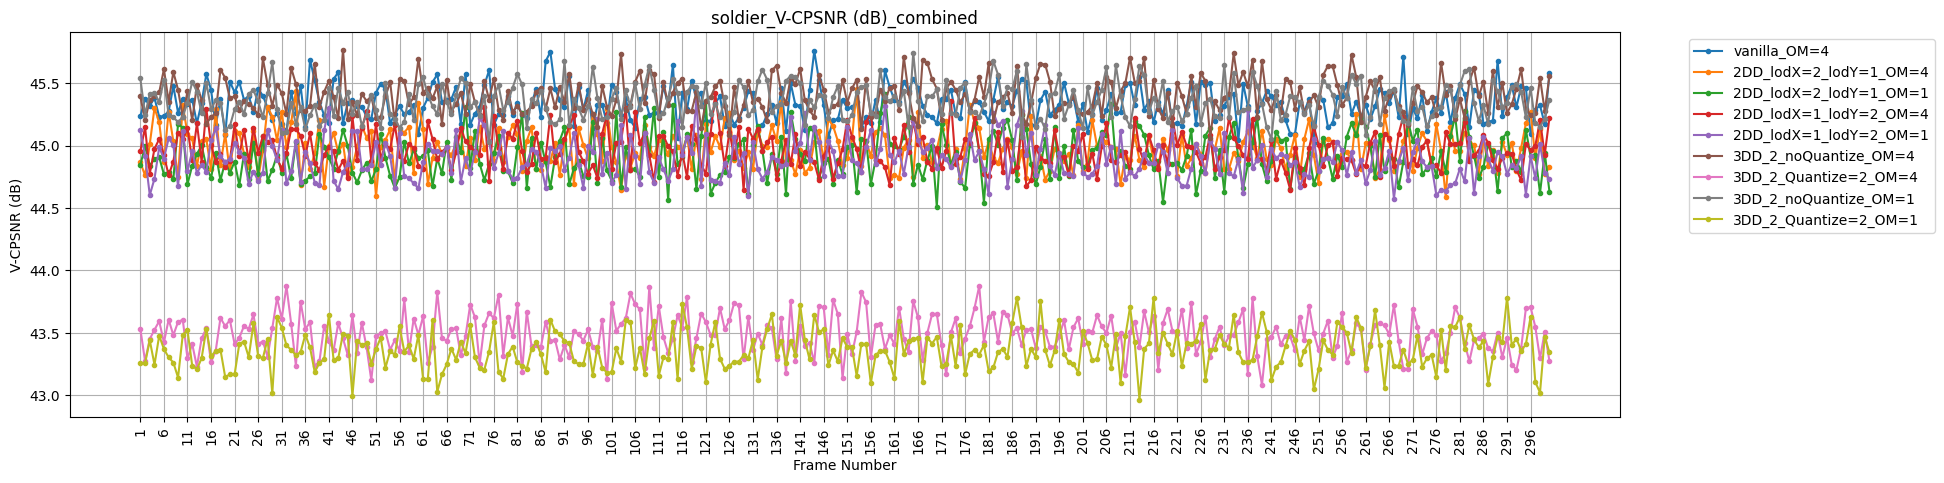 soldier_V-CPSNR (dB)_combined
V-CPSNR (dB)
45.5
45.0
44.5
44.0
43.5
43.0
1 6 11 16 21 26 31 36 41 46 51 56 61 66 71 76 81 86 91 96 101 106 111 116 121 126 131 136 141 146 151 156 161 166 171 176 181 186 191 196 201 206 211 216 221 226 231 236 241 246 251 256 261 266 271 276 281 286 291 296
Frame Number
vanilla_OM=4
2DD_lodX=2_lodY=1_OM=4
2DD_lodX=2_lodY=1_OM=1
2DD_lodX=1_lodY=2_OM=4
2DD_lodX=1_lodY=2_OM=1
3DD_2_noQuantize_OM=4
3DD_2_Quantize=2_OM=4
3DD_2_noQuantize_OM=1
3DD_2_Quantize=2_OM=1